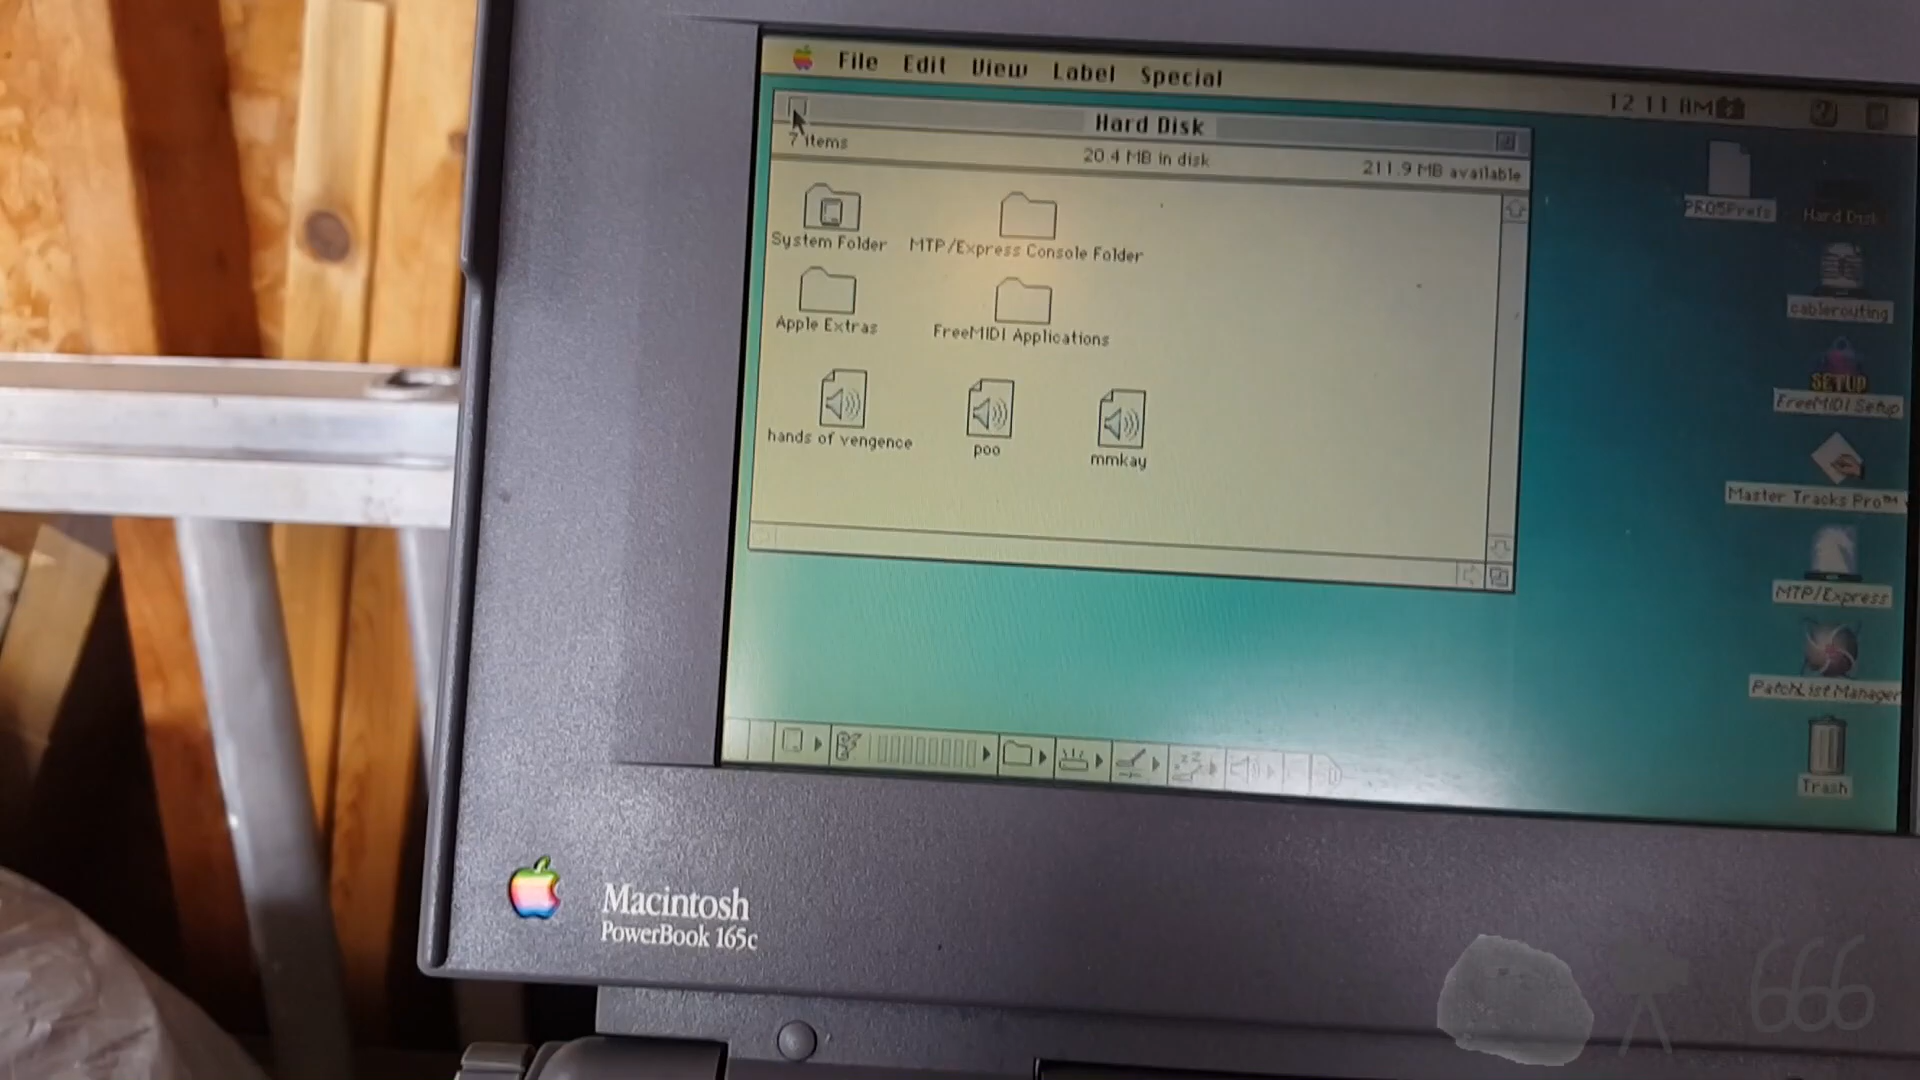 File Edit View Label Special
12 11 AM
Hard Disk
7 items
20.4 MB in disk
211.9 MB available
System Folder
MTP/Express Console Folder
Apple Extras
FreeMIDI Applications
hands of vengence
poo
mmkay
PRO5Prefs
Hard Disk
cablerouting
SETUP
FreeMIDI Setup
Master Tracks Pro™
MTP/Express
PatchList Manager
Trash
Macintosh
PowerBook 165c
666